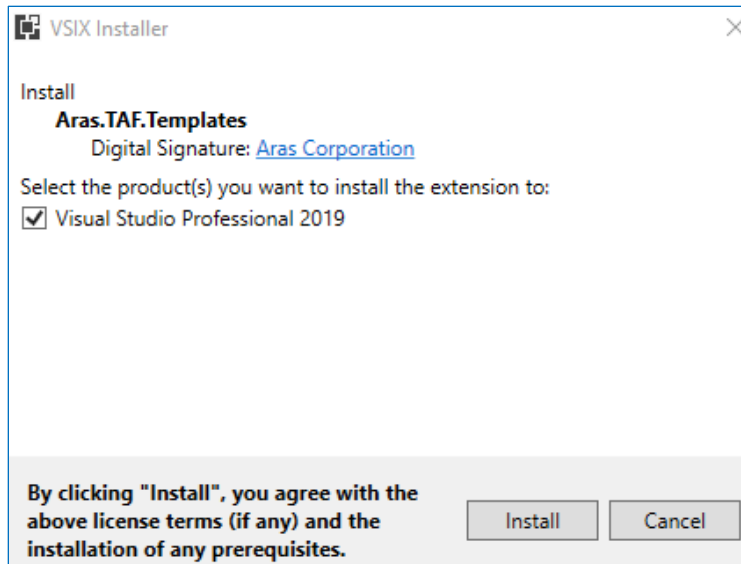 VSIX Installer
Install
Aras.TAF.Templates
Digital Signature: Aras Corporation
Select the product(s) you want to install the extension to:
Visual Studio Professional 2019
By clicking "Install", you agree with the
above license terms (if any) and the
installation of any prerequisites.
Install
Cancel